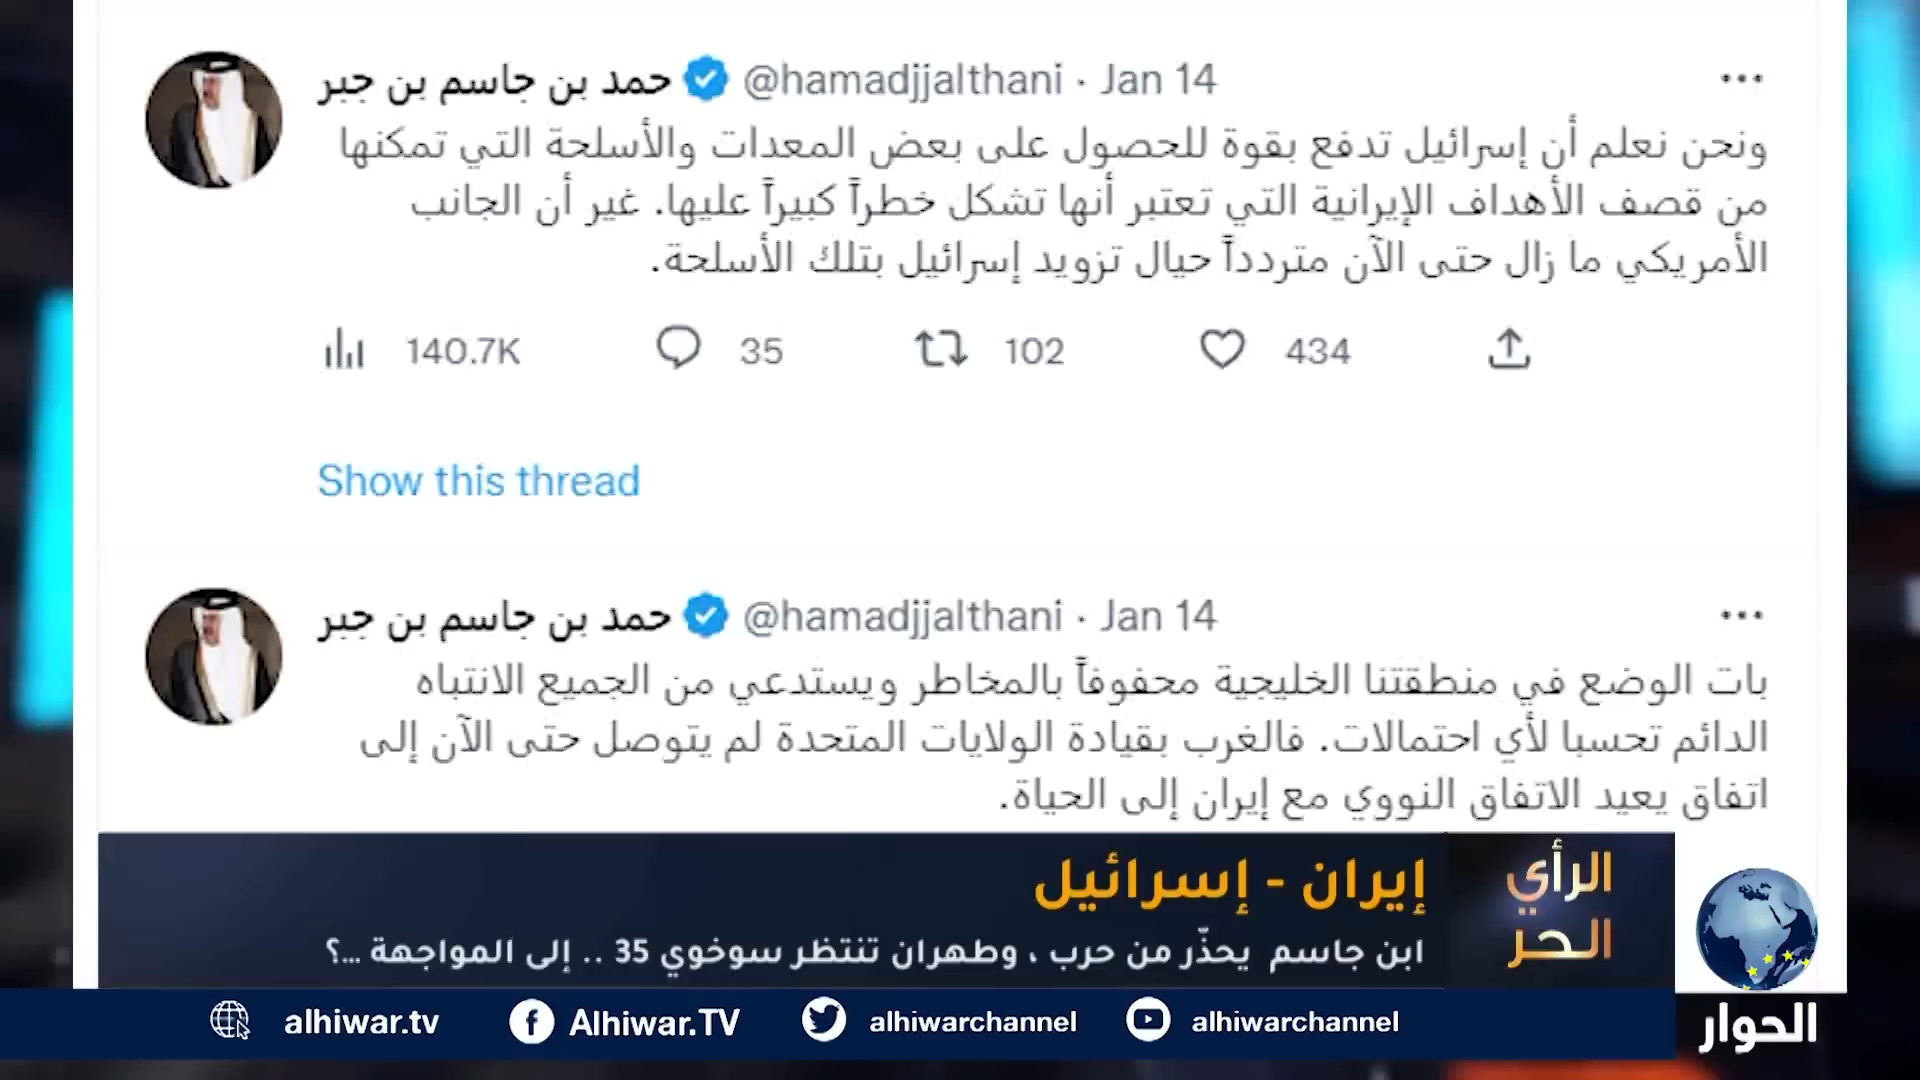 حمد بن جاسم بن جبر @hamadjjalthani · Jan 14
ونحن نعلم أن إسرائيل تدفع بقوة للحصول على بعض المعدات والأسلحة التي تمكنها
من قصف الأهداف الإيرانية التي تعتبر أنها تشكل خطراً كبيراً عليها. غير أن الجانب
الأمريكي ما زال حتى الآن متردداً حيال تزويد إسرائيل بتلك الأسلحة.
140.7K 35 102 434
Show this thread
حمد بن جاسم بن جبر @hamadjjalthani · Jan 14
بات الوضع في منطقتنا الخليجية محفوفاً بالمخاطر ويستدعي من الجميع الانتباه
الدائم تحسبا لأي احتمالات. فالغرب بقيادة الولايات المتحدة لم يتوصل حتى الآن إلى
اتفاق يعيد الاتفاق النووي مع إيران إلى الحياة.
الرأي
الحر
إيران - إسرائيل
ابن جاسم يحذّر من حرب ، وطهران تنتظر سوخوي 35 .. إلى المواجهة ...؟
alhiwar.tv Alhiwar.TV alhiwarchannel alhiwarchannel
الحوار